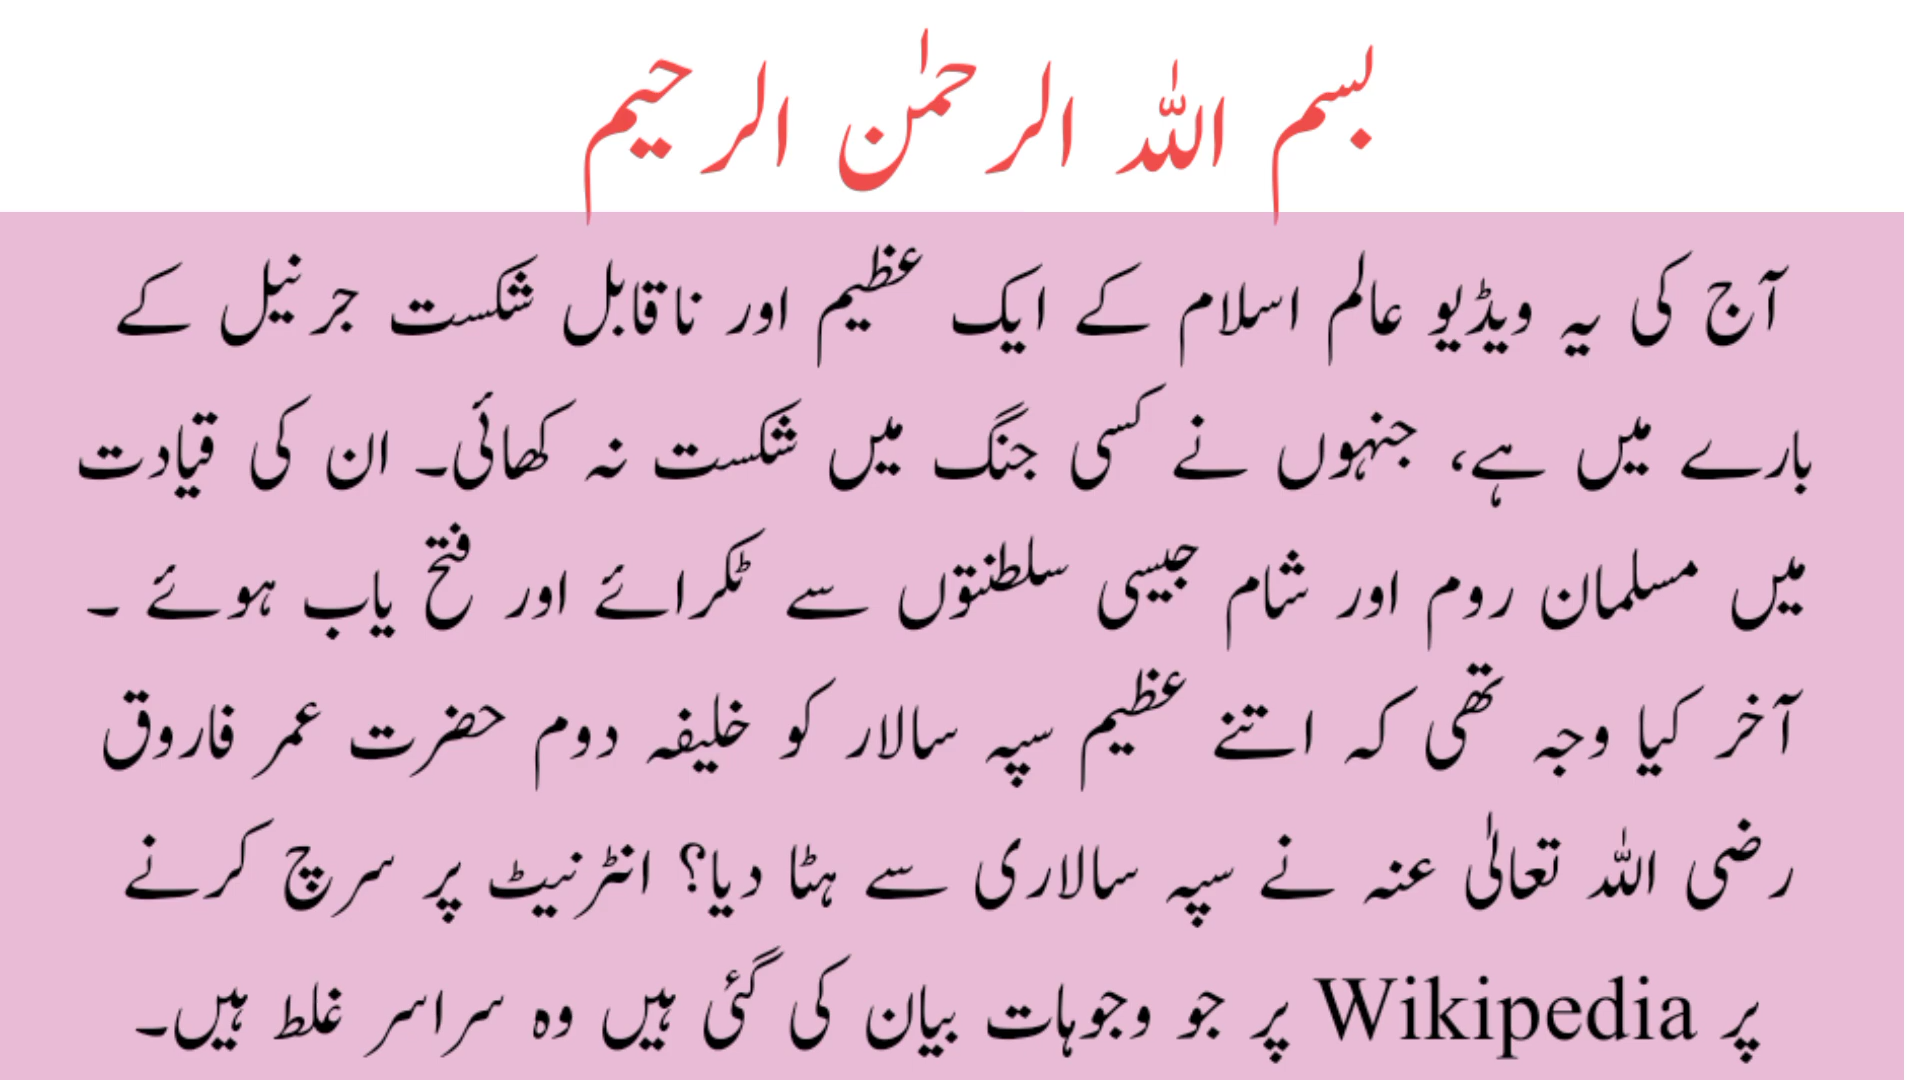 بسم اللہ الرحمٰن الرحیم
آج کی یہ ویڈیو عالم اسلام کے ایک عظیم اور ناقابل شکست جرنیل کے
بارے میں ہے، جنہوں نے کسی جنگ میں شکست نہ کھائی۔ ان کی قیادت
میں مسلمان روم اور شام جیسی سلطنتوں سے ٹکرائے اور فتح یاب ہوئے ۔
آخر کیا وجہ تھی کہ اتنے عظیم سپہ سالار کو خلیفہ دوم حضرت عمر فاروق
رضی اللہ تعالٰی عنہ نے سپہ سالاری سے ہٹا دیا؟ انٹرنیٹ پر سرچ کرنے
پر Wikipedia پر جو وجوہات بیان کی گئی ہیں وہ سراسر غلط ہیں۔